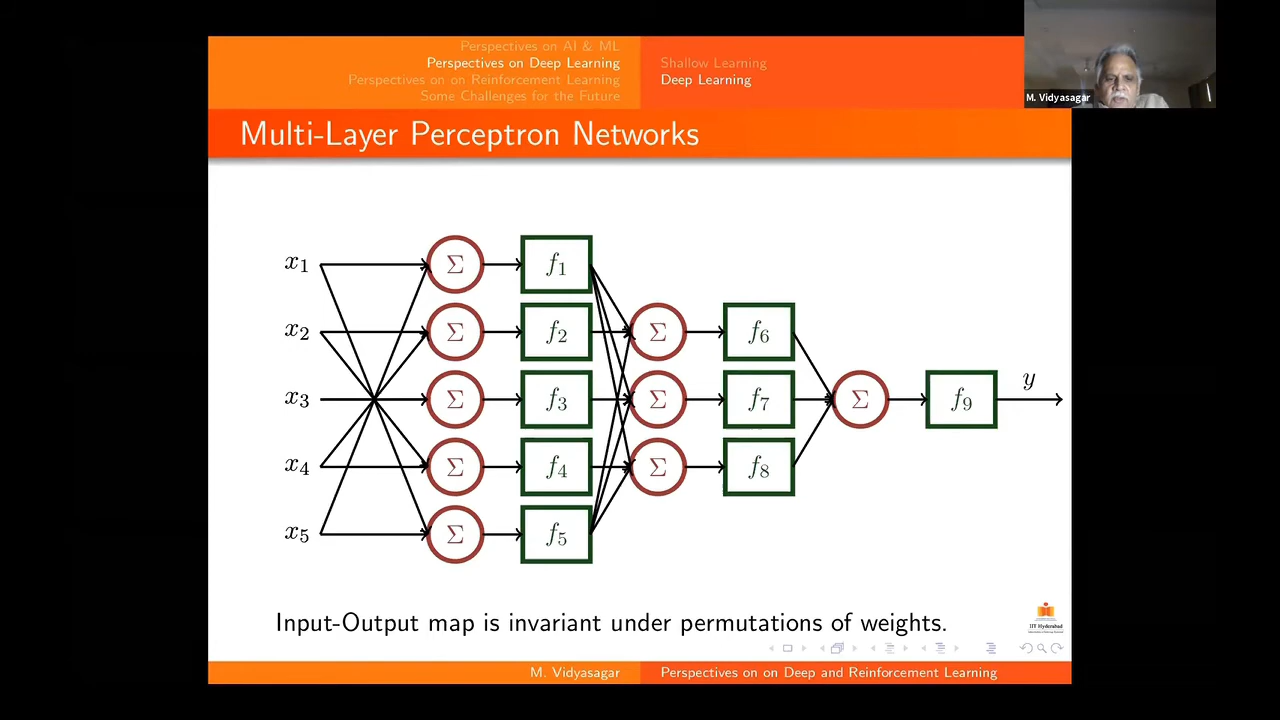 Perspectives on AI & ML
Perspectives on Deep Learning
Perspectives on on Reinforcement Learning
Some Challenges for the Future
Shallow Learning
Deep Learning
M. Vidyasagar
Multi-Layer Perceptron Networks
x1 Σ f1
x2 Σ f2 Σ f6
x3 Σ f3 Σ f7 Σ f9 y
x4 Σ f4 Σ f8
x5 Σ f5
Input-Output map is invariant under permutations of weights.
IIT Hyderabad
M. Vidyasagar
Perspectives on on Deep and Reinforcement Learning